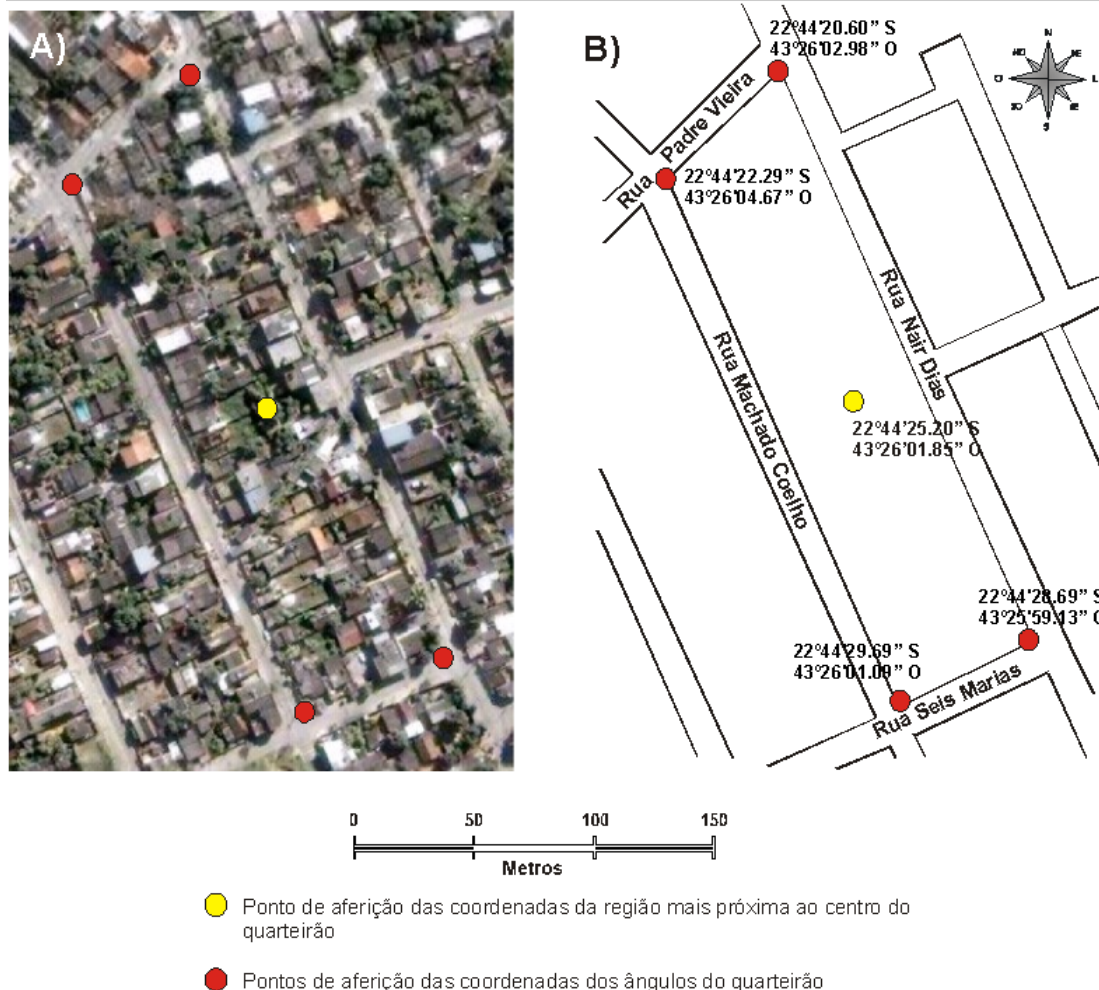 A)
B)
22°44'20.60" S
43°26'02.98" O
N
NO
NE
O
L
SO
SE
S
Rua Padre Vieira
22°44'22.29" S
43°26'04.67" O
Rua Nair Dias
Rua Machado Coelho
22°44'25.20" S
43°26'01.85" O
22°44'28.69" S
43°25'59.13" O
22°44'29.69" S
43°26'01.09" O
Rua Seis Marias
0 50 100 150
Metros
Ponto de aferição das coordenadas da região mais próxima ao centro do
quarteirão
Pontos de aferição das coordenadas dos ângulos do quarteirão